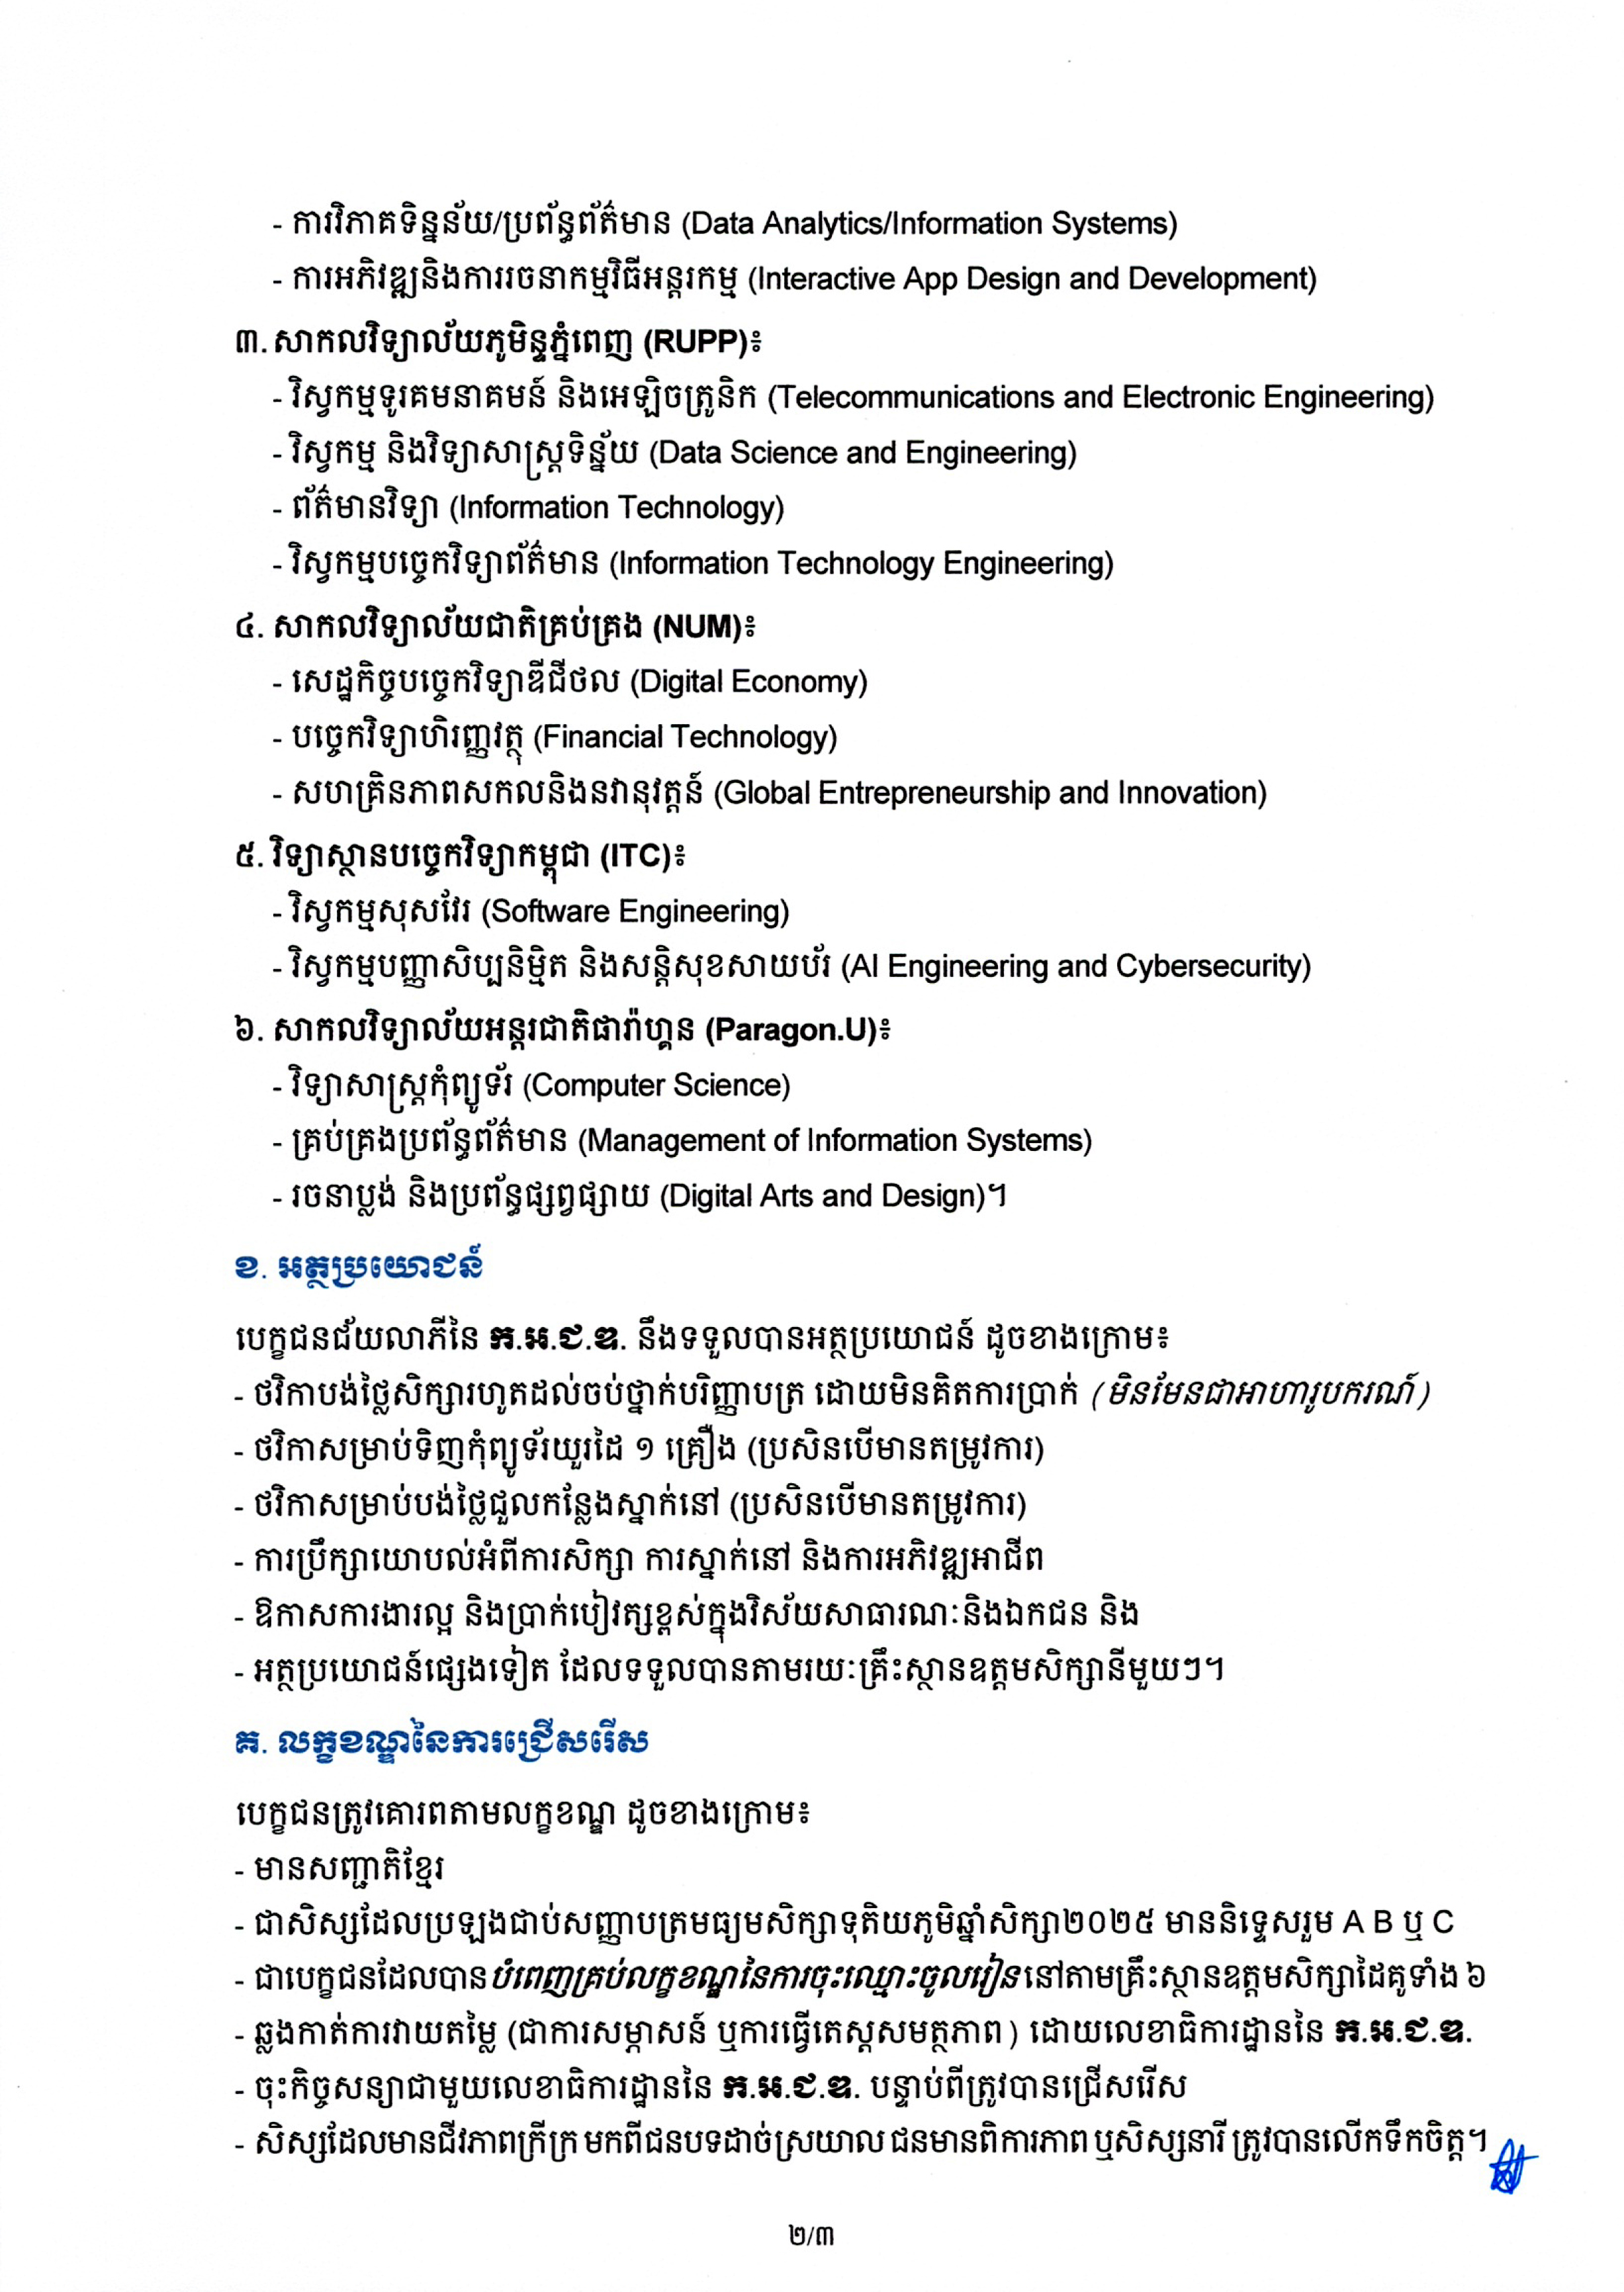 - ការវិភាគទិន្នន័យ/ប្រព័ន្ធព័ត៌មាន (Data Analytics/Information Systems)
- ការអភិវឌ្ឍនិងការរចនាកម្មវិធីអន្តរកម្ម (Interactive App Design and Development)
៣. សាកលវិទ្យាល័យភូមិន្ទភ្នំពេញ (RUPP)៖
- វិស្វកម្មទូរគមនាគមន៍ និងអេឡិចត្រូនិក (Telecommunications and Electronic Engineering)
- វិស្វកម្ម និងវិទ្យាសាស្ត្រទិន្ន័យ (Data Science and Engineering)
- ព័ត៌មានវិទ្យា (Information Technology)
- វិស្វកម្មបច្ចេកវិទ្យាព័ត៌មាន (Information Technology Engineering)
៤. សាកលវិទ្យាល័យជាតិគ្រប់គ្រង (NUM)៖
- សេដ្ឋកិច្ចបច្ចេកវិទ្យាឌីជីថល (Digital Economy)
- បច្ចេកវិទ្យាហិរញ្ញវត្ថុ (Financial Technology)
- សហគ្រិនភាពសកលនិងនវានុវត្តន៍ (Global Entrepreneurship and Innovation)
៥. វិទ្យាស្ថានបច្ចេកវិទ្យាកម្ពុជា (ITC)៖
- វិស្វកម្មសុសវែរ (Software Engineering)
- វិស្វកម្មបញ្ញាសិប្បនិម្មិត និងសន្តិសុខសាយប័រ (AI Engineering and Cybersecurity)
៦. សាកលវិទ្យាល័យអន្តរជាតិផារ៉ាហ្គន (Paragon.U)៖
- វិទ្យាសាស្ត្រកុំព្យូទ័រ (Computer Science)
- គ្រប់គ្រងប្រព័ន្ធព័ត៌មាន (Management of Information Systems)
- រចនាប្លង់ និងប្រព័ន្ធផ្សព្វផ្សាយ (Digital Arts and Design)។
ខ. អត្ថប្រយោជន៍
បេក្ខជនជ័យលាភីនៃ ក.អ.ជ.ឌ. នឹងទទួលបានអត្ថប្រយោជន៍ ដូចខាងក្រោម៖
- ថវិកាបង់ថ្លៃសិក្សារហូតដល់ចប់ថ្នាក់បរិញ្ញាបត្រ ដោយមិនគិតការប្រាក់ (មិនមែនជាអាហារូបករណ៍)
- ថវិកាសម្រាប់ទិញកុំព្យូទ័រយួរដៃ ១ គ្រឿង (ប្រសិនបើមានតម្រូវការ)
- ថវិកាសម្រាប់បង់ថ្លៃជួលកន្លែងស្នាក់នៅ (ប្រសិនបើមានតម្រូវការ)
- ការប្រឹក្សាយោបល់អំពីការសិក្សា ការស្នាក់នៅ និងការអភិវឌ្ឍអាជីព
- ឱកាសការងារល្អ និងប្រាក់បៀវត្សខ្ពស់ក្នុងវិស័យសាធារណៈនិងឯកជន និង
- អត្ថប្រយោជន៍ផ្សេងទៀត ដែលទទួលបានតាមរយៈគ្រឹះស្ថានឧត្តមសិក្សានីមួយៗ។
គ. លក្ខខណ្ឌនៃការជ្រើសរើស
បេក្ខជនត្រូវគោរពតាមលក្ខខណ្ឌ ដូចខាងក្រោម៖
- មានសញ្ជាតិខ្មែរ
- ជាសិស្សដែលប្រឡងជាប់សញ្ញាបត្រមធ្យមសិក្សាទុតិយភូមិឆ្នាំសិក្សា២០២៥ មាននិទ្ទេសរួម A B ឬ C
- ជាបេក្ខជនដែលបានបំពេញគ្រប់លក្ខខណ្ឌនៃការចុះឈ្មោះចូលរៀននៅតាមគ្រឹះស្ថានឧត្តមសិក្សាដៃគូទាំង ៦
- ឆ្លងកាត់ការវាយតម្លៃ (ជាការសម្ភាសន៍ ឬការធ្វើតេស្តសមត្ថភាព) ដោយលេខាធិការដ្ឋាននៃ ក.អ.ជ.ឌ.
- ចុះកិច្ចសន្យាជាមួយលេខាធិការដ្ឋាននៃ ក.អ.ជ.ឌ. បន្ទាប់ពីត្រូវបានជ្រើសរើស
- សិស្សដែលមានជីវភាពក្រីក្រ មកពីជនបទដាច់ស្រយាល ជនមានពិការភាព ឬសិស្សនារី ត្រូវបានលើកទឹកចិត្ត។
២/៣